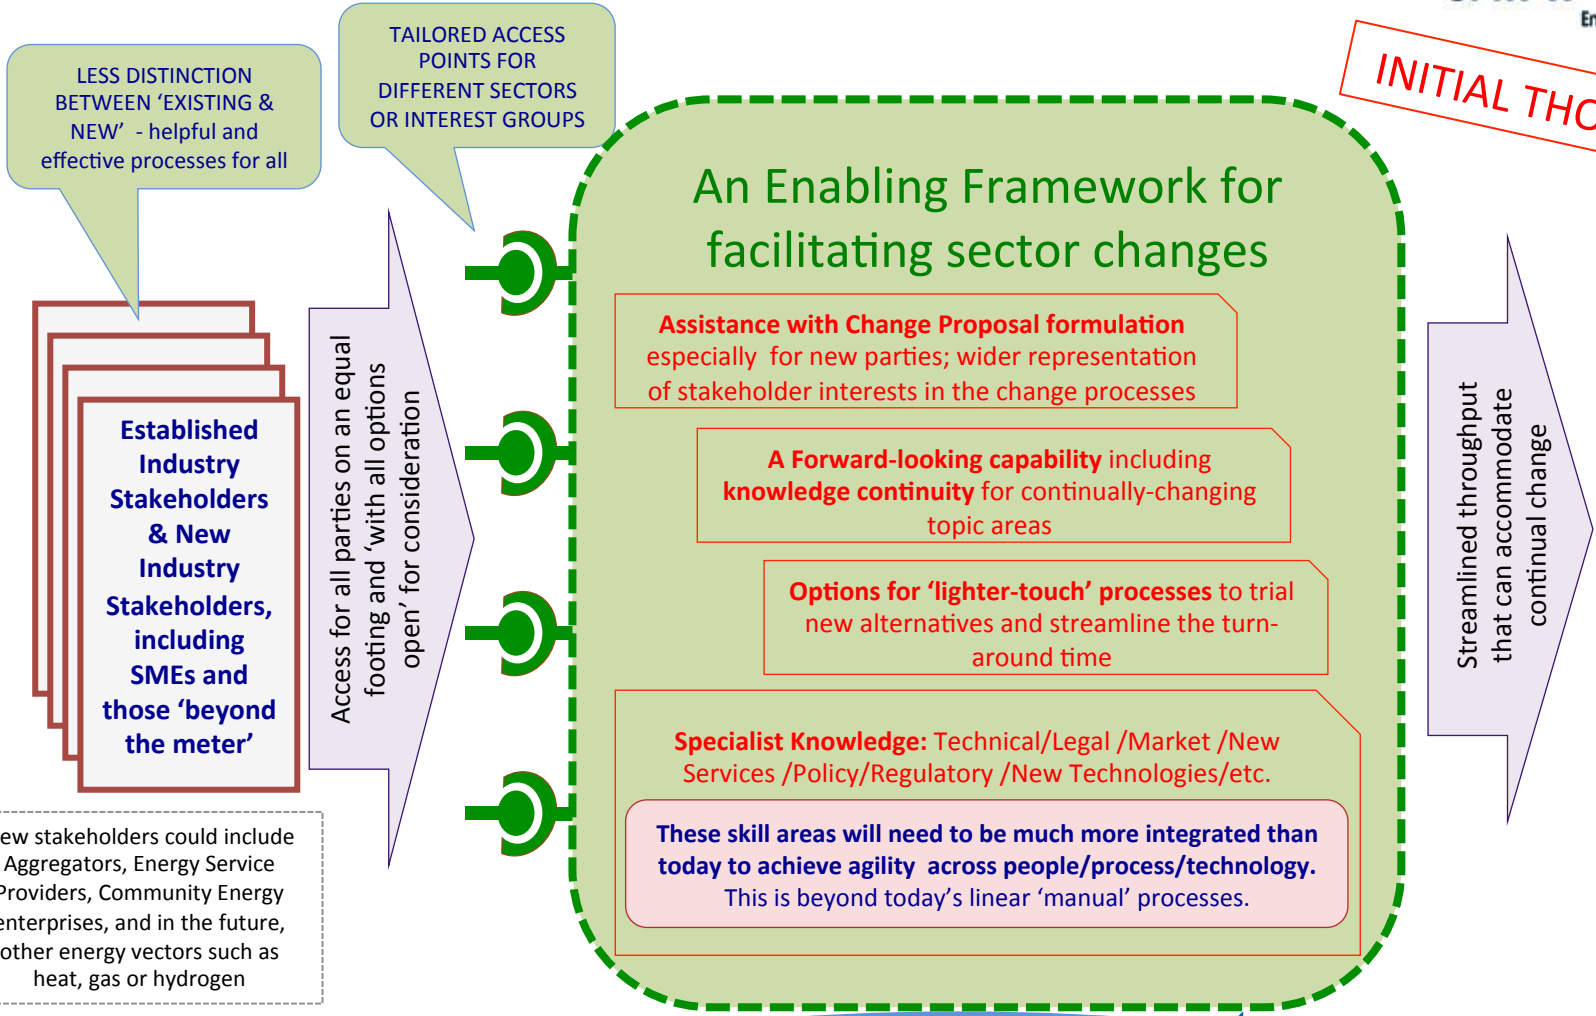 LESS DISTINCTION
BETWEEN ‘EXISTING &
NEW’ - helpful and
effective processes for all
TAILORED ACCESS
POINTS FOR
DIFFERENT SECTORS
OR INTEREST GROUPS
INITIAL
An Enabling Framework for
facilitating sector changes
Established
Industry
Stakeholders
& New
Industry
Stakeholders,
including
SMEs and
those ‘beyond
the meter’
Access for all parties on an equal
footing and ‘with all options
open’ for consideration
Assistance with Change Proposal formulation
especially for new parties; wider representation
of stakeholder interests in the change processes
A Forward-looking capability including
knowledge continuity for continually-changing
topic areas
Options for ‘lighter-touch’ processes to trial
new alternatives and streamline the turn-
around time
Specialist Knowledge: Technical/Legal /Market /New
Services /Policy/Regulatory /New Technologies/etc.
These skill areas will need to be much more integrated than
today to achieve agility across people/process/technology.
This is beyond today’s linear ‘manual’ processes.
Streamlined throughput
that can accommodate
continual change
stakeholders could include
Aggregators, Energy Service
Providers, Community Energy
enterprises, and in the future,
other energy vectors such as
heat, gas or hydrogen